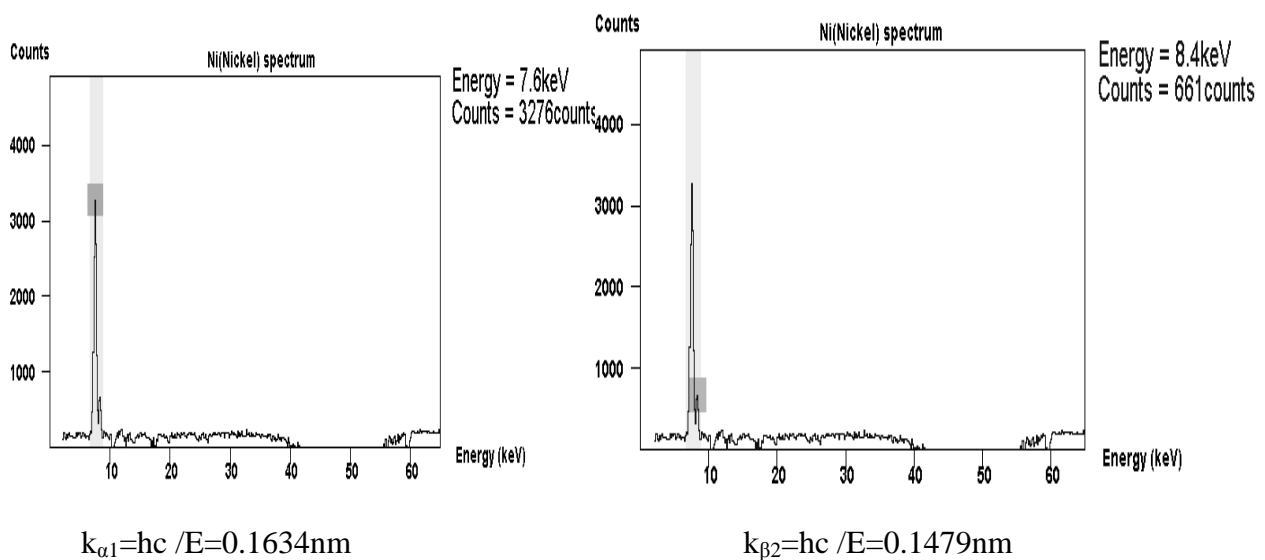 Counts
Ni(Nickel) spectrum
Energy = 7.6keV
Counts = 3276counts
4000
3000
2000
1000
10 20 30 40 50 60
Energy (keV)
kα1=hc /E=0.1634nm
Counts
Ni(Nickel) spectrum
Energy = 8.4keV
Counts = 661counts
4000
3000
2000
1000
10 20 30 40 50 60
Energy (keV)
kβ2=hc /E=0.1479nm